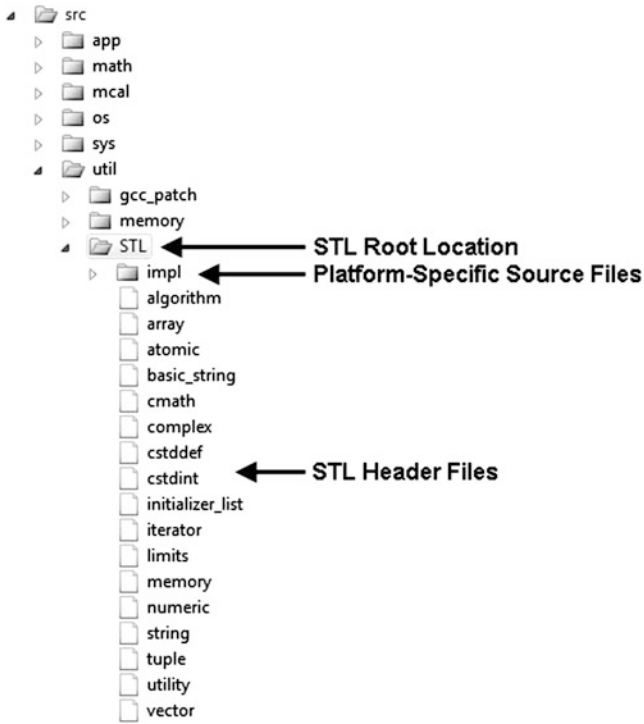 src
app
math
mcal
os
sys
util
gcc_patch
memory
STL
STL Root Location
impl
Platform-Specific Source Files
algorithm
array
atomic
basic_string
cmath
complex
cstddef
cstdint
STL Header Files
initializer_list
iterator
limits
memory
numeric
string
tuple
utility
vector